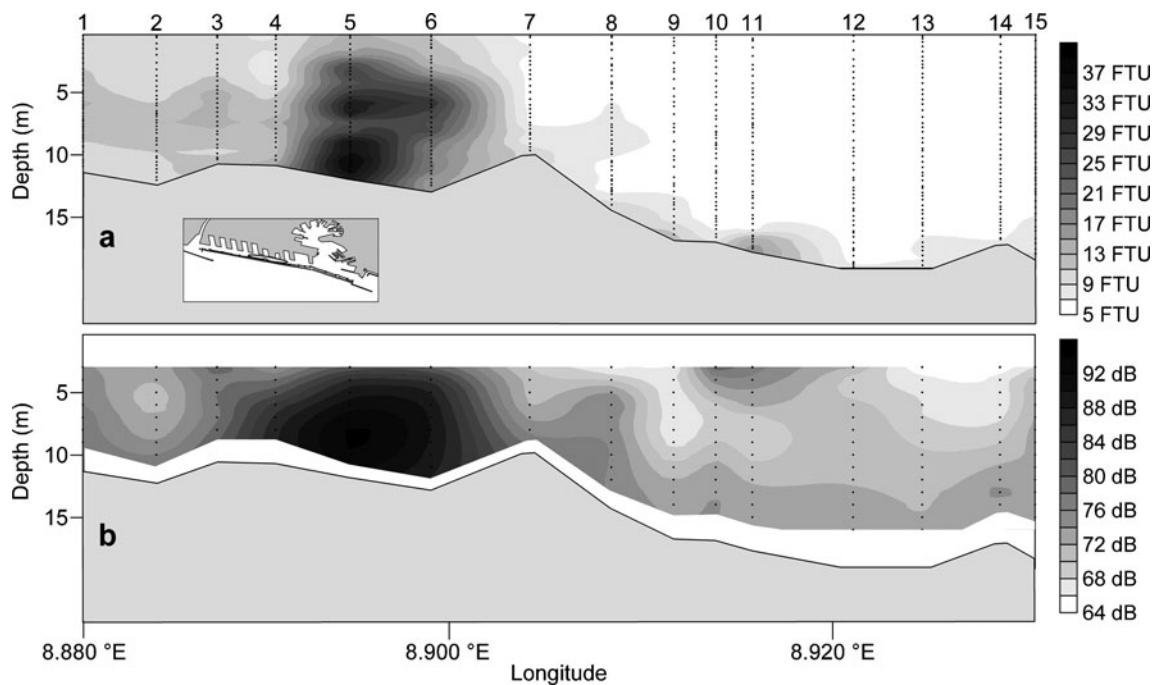 1 2 3 4 5 6 7 8 9 10 11 12 13 14 15
Depth (m)
5
10
15
a
37 FTU
33 FTU
29 FTU
25 FTU
21 FTU
17 FTU
13 FTU
9 FTU
5 FTU
Depth (m)
5
10
15
b
92 dB
88 dB
84 dB
80 dB
76 dB
72 dB
68 dB
64 dB
8.880 °E 8.900 °E 8.920 °E
Longitude